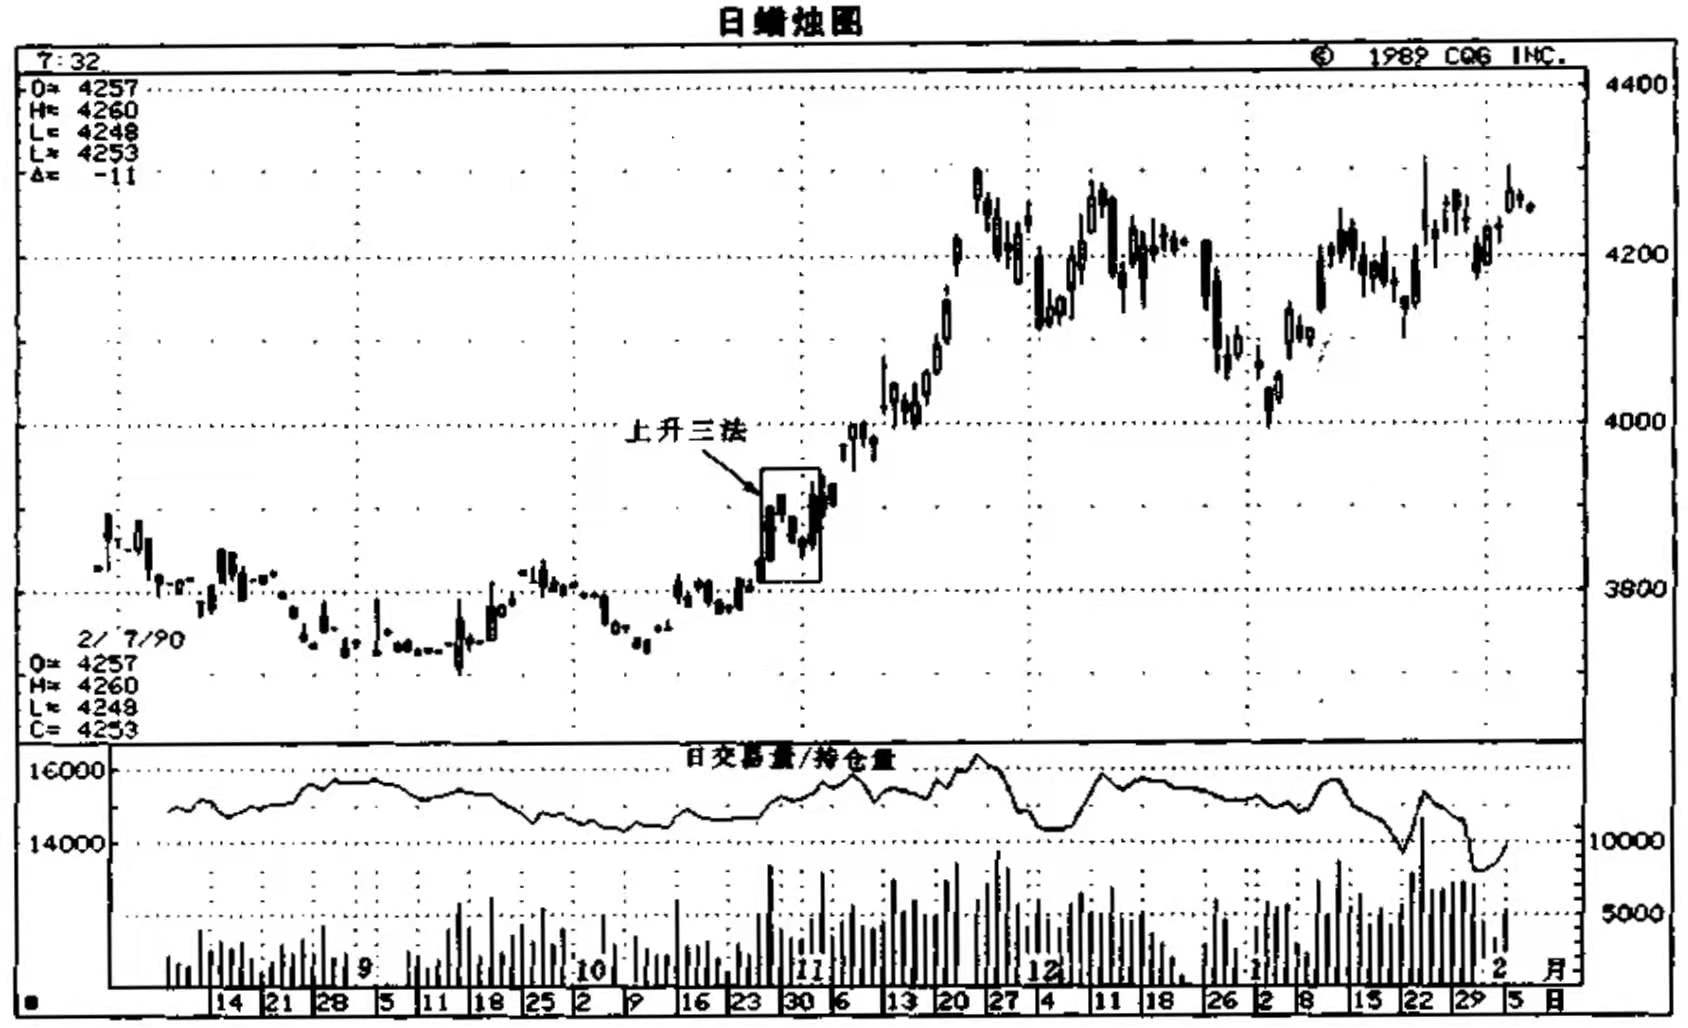 日蜡烛图
7:32
© 1989 CQG INC.
O= 4257
H= 4260
L= 4248
L= 4253
Δ= -11
4400
4200
4000
3800
上升三法
2/ 7/90
O= 4257
H= 4260
L= 4248
C= 4253
日交易量/持仓量
16000
14000
10000
5000
9 10 11 12 1 2 月
14 21 28 5 11 18 25 2 9 16 23 30 6 13 20 27 4 11 18 26 2 8 15 22 29 5 日